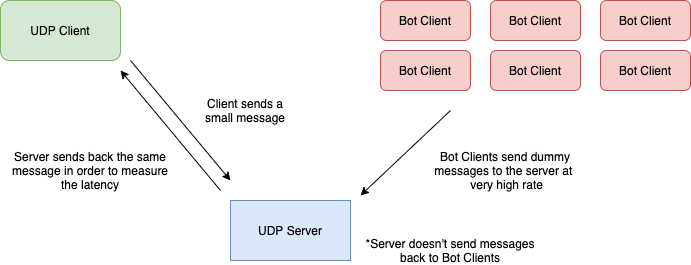 UDP Client
Bot Client
Bot Client
Bot Client
Bot Client
Bot Client
Bot Client
Client sends a
small message
Server sends back the same
message in order to measure
the latency
Bot Clients send dummy
messages to the server at
very high rate
UDP Server
*Server doesn't send messages
back to Bot Clients